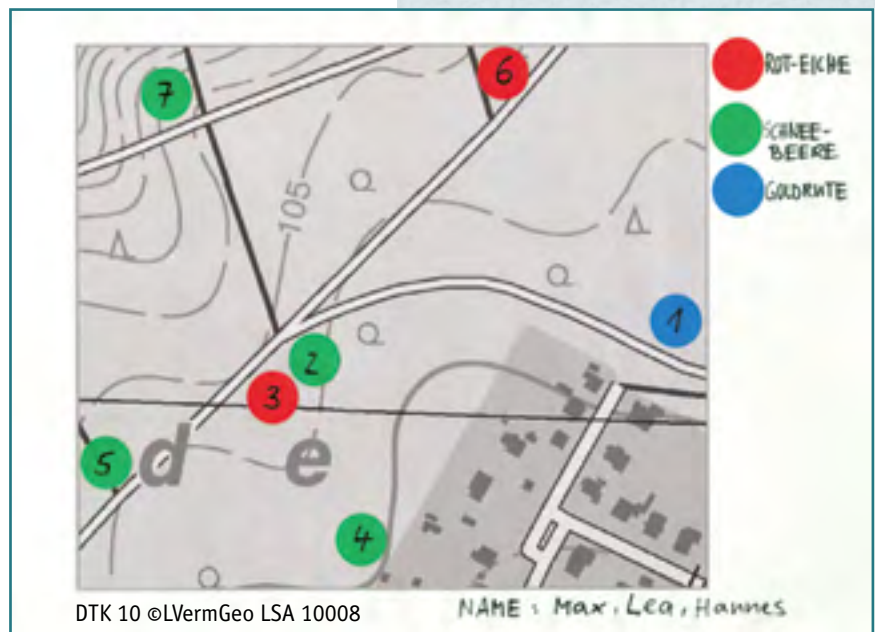 7
6
ROT-EICHE
SCHNEE-
BEERE
GOLDRUTE
105
1
2
3
5
d
e
4
DTK 10 ©LVermGeo LSA 10008
NAME: Max, Lea, Hannes